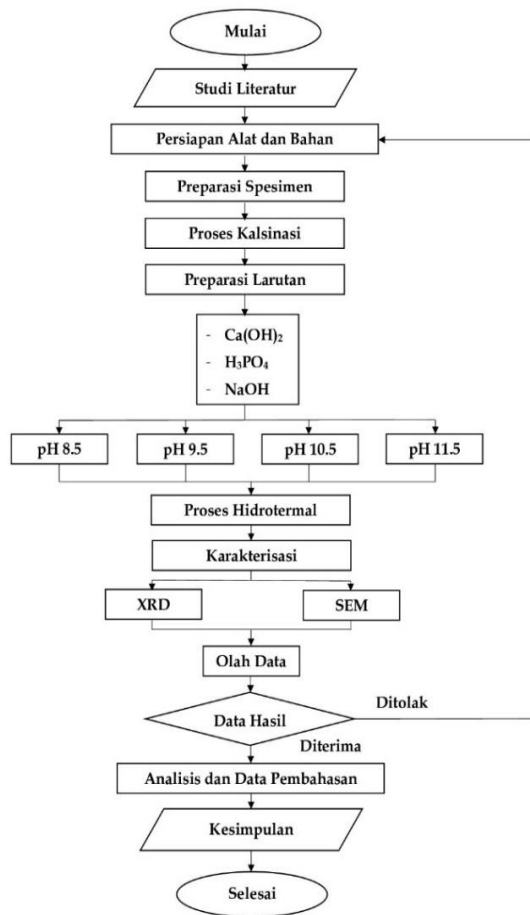 Mulai
Studi Literatur
Persiapan Alat dan Bahan
Preparasi Spesimen
Proses Kalsinasi
Preparasi Larutan
- Ca(OH)₂
- H₃PO₄
- NaOH
pH 8.5
pH 9.5
pH 10.5
pH 11.5
Proses Hidrotermal
Karakterisasi
XRD
SEM
Olah Data
Data Hasil
Ditolak
Diterima
Analisis dan Data Pembahasan
Kesimpulan
Selesai